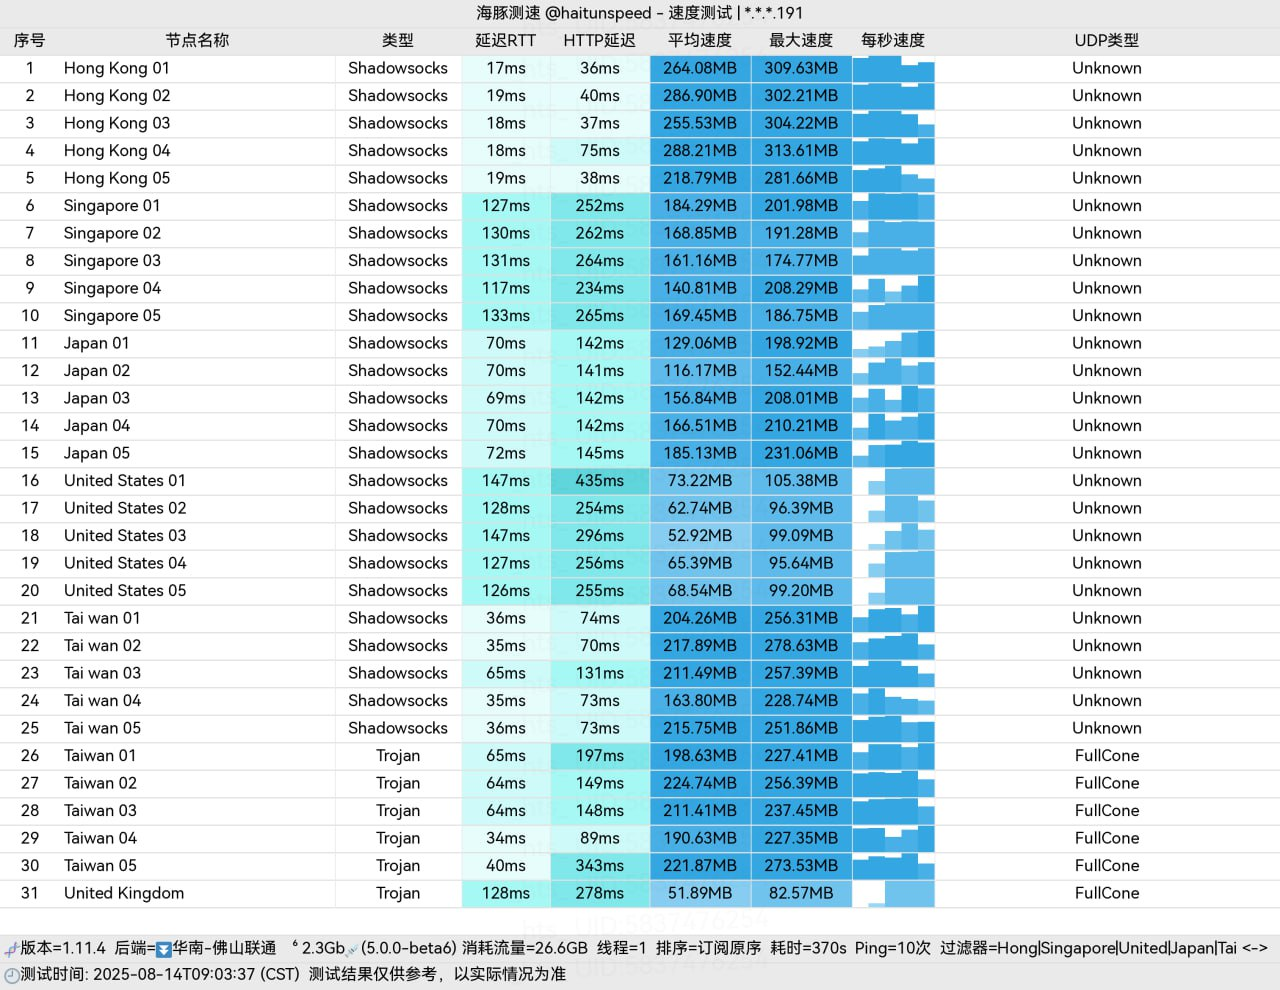 海豚测速 @haitunspeed - 速度测试 | *.*.*.191
序号 节点名称 类型 延迟RTT HTTP延迟 平均速度 最大速度 每秒速度 UDP类型
1 Hong Kong 01 Shadowsocks 17ms 36ms 264.08MB 309.63MB Unknown
2 Hong Kong 02 Shadowsocks 19ms 40ms 286.90MB 302.21MB Unknown
3 Hong Kong 03 Shadowsocks 18ms 37ms 255.53MB 304.22MB Unknown
4 Hong Kong 04 Shadowsocks 18ms 75ms 288.21MB 313.61MB Unknown
5 Hong Kong 05 Shadowsocks 19ms 38ms 218.79MB 281.66MB Unknown
6 Singapore 01 Shadowsocks 127ms 252ms 184.29MB 201.98MB Unknown
7 Singapore 02 Shadowsocks 130ms 262ms 168.85MB 191.28MB Unknown
8 Singapore 03 Shadowsocks 131ms 264ms 161.16MB 174.77MB Unknown
9 Singapore 04 Shadowsocks 117ms 234ms 140.81MB 208.29MB Unknown
10 Singapore 05 Shadowsocks 133ms 265ms 169.45MB 186.75MB Unknown
11 Japan 01 Shadowsocks 70ms 142ms 129.06MB 198.92MB Unknown
12 Japan 02 Shadowsocks 70ms 141ms 116.17MB 152.44MB Unknown
13 Japan 03 Shadowsocks 69ms 142ms 156.84MB 208.01MB Unknown
14 Japan 04 Shadowsocks 70ms 142ms 166.51MB 210.21MB Unknown
15 Japan 05 Shadowsocks 72ms 145ms 185.13MB 231.06MB Unknown
16 United States 01 Shadowsocks 147ms 435ms 73.22MB 105.38MB Unknown
17 United States 02 Shadowsocks 128ms 254ms 62.74MB 96.39MB Unknown
18 United States 03 Shadowsocks 147ms 296ms 52.92MB 99.09MB Unknown
19 United States 04 Shadowsocks 127ms 256ms 65.39MB 95.64MB Unknown
20 United States 05 Shadowsocks 126ms 255ms 68.54MB 99.20MB Unknown
21 Tai wan 01 Shadowsocks 36ms 74ms 204.26MB 256.31MB Unknown
22 Tai wan 02 Shadowsocks 35ms 70ms 217.89MB 278.63MB Unknown
23 Tai wan 03 Shadowsocks 65ms 131ms 211.49MB 257.39MB Unknown
24 Tai wan 04 Shadowsocks 35ms 73ms 163.80MB 228.74MB Unknown
25 Tai wan 05 Shadowsocks 36ms 73ms 215.75MB 251.86MB Unknown
26 Taiwan 01 Trojan 65ms 197ms 198.63MB 227.41MB FullCone
27 Taiwan 02 Trojan 64ms 149ms 224.74MB 256.39MB FullCone
28 Taiwan 03 Trojan 64ms 148ms 211.41MB 237.45MB FullCone
29 Taiwan 04 Trojan 34ms 89ms 190.63MB 227.35MB FullCone
30 Taiwan 05 Trojan 40ms 343ms 221.87MB 273.53MB FullCone
31 United Kingdom Trojan 128ms 278ms 51.89MB 82.57MB FullCone
版本=1.11.4 后端=⏬华南-佛山联通 ⁶ 2.3Gb (5.0.0-beta6) 消耗流量=26.6GB 线程=1 排序=订阅原序 耗时=370s Ping=10次 过滤器=Hong|Singapore|United|Japan|Tai <->
测试时间: 2025-08-14T09:03:37 (CST) 测试结果仅供参考，以实际情况为准